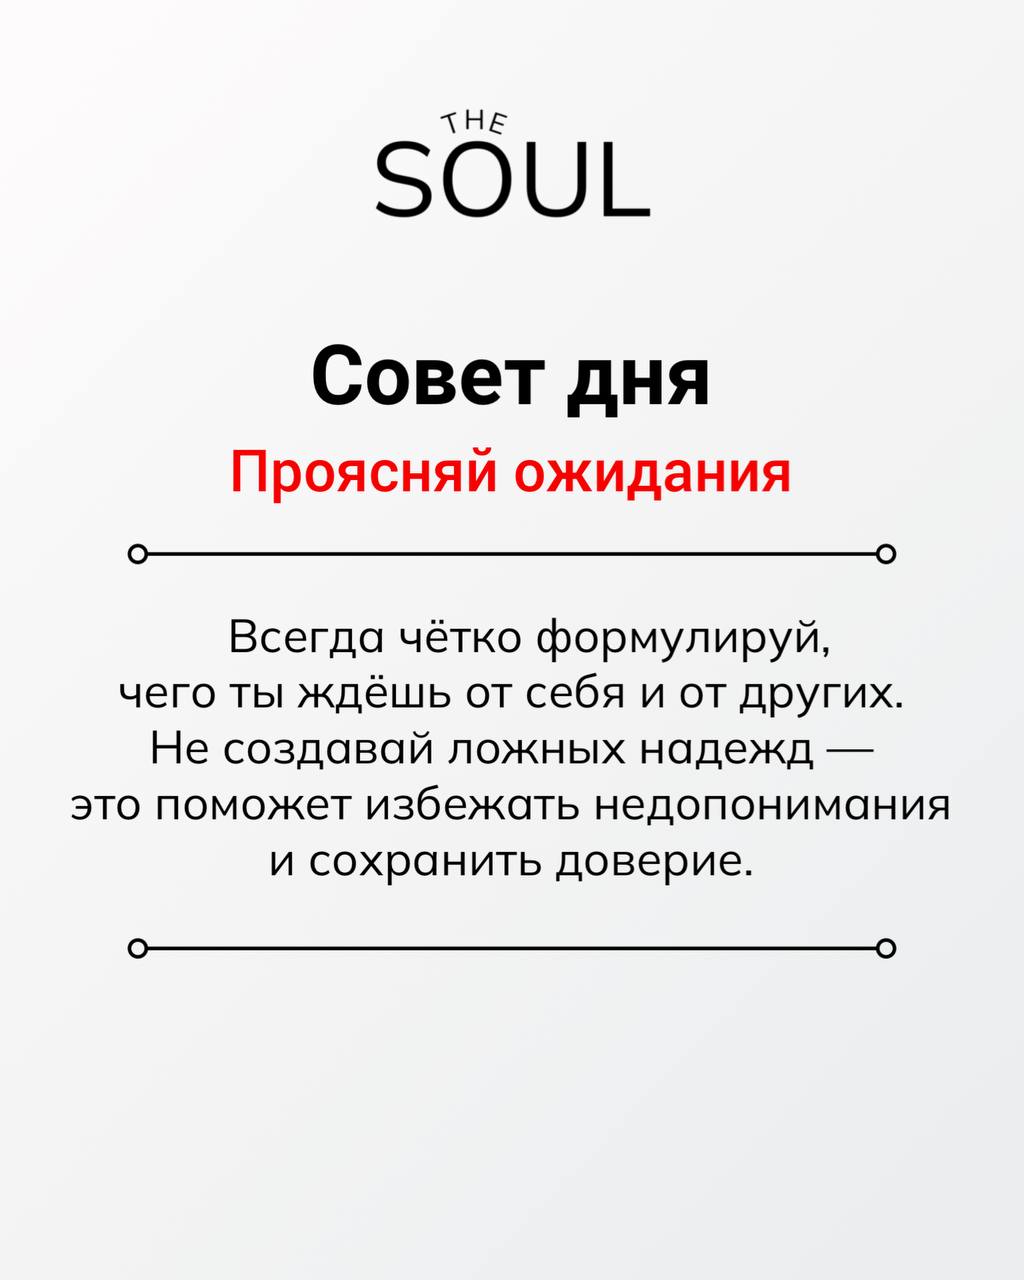 THE
SOUL
Совет дня
Проясняй ожидания
Всегда чётко формулируй,
чего ты ждёшь от себя и от других.
Не создавай ложных надежд —
это поможет избежать недопонимания
и сохранить доверие.